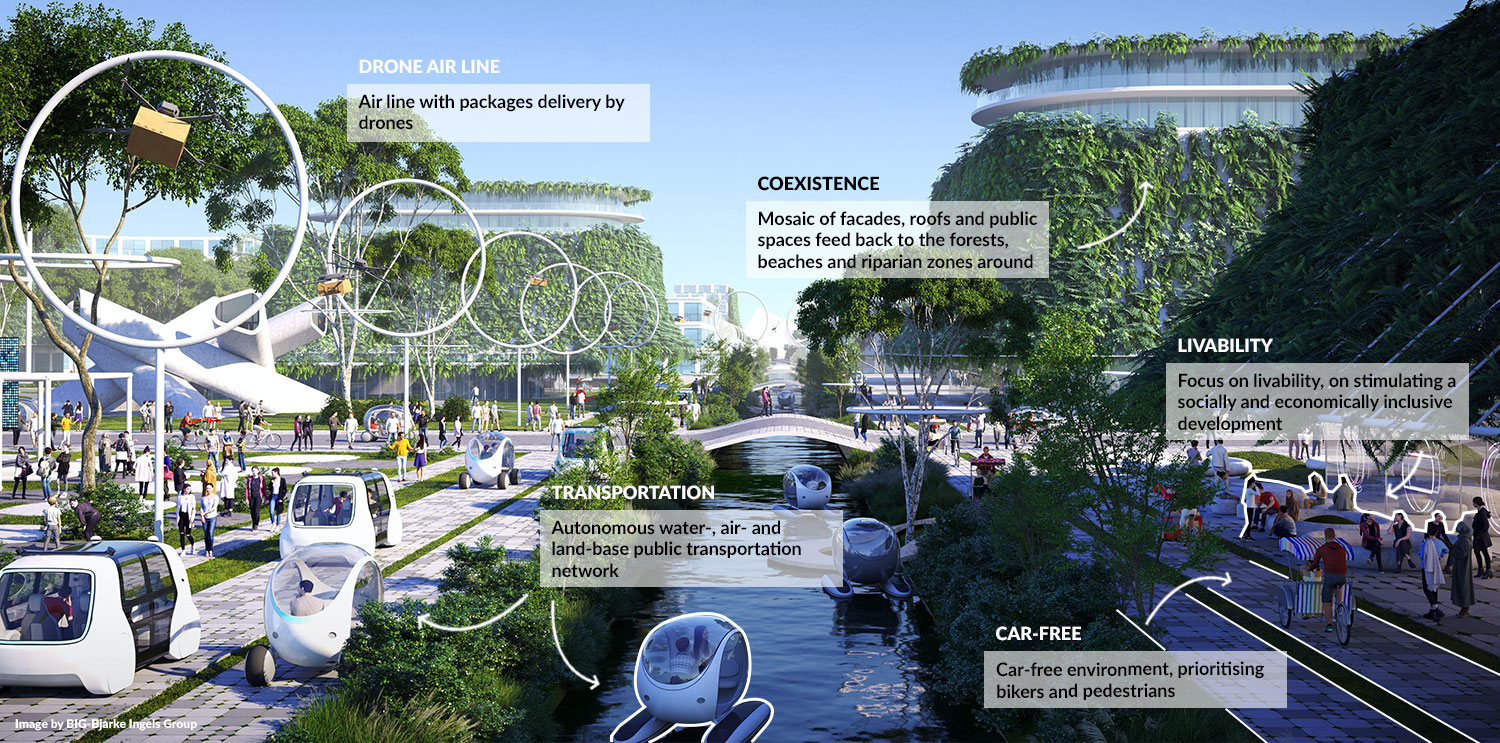 DRONE AIR LINE
Air line with packages delivery by
drones
COEXISTENCE
Mosaic of facades, roofs and public
spaces feed back to the forests,
beaches and riparian zones around
LIVABILITY
Focus on livability, on stimulating a
socially and economically inclusive
development
TRANSPORTATION
Autonomous water-, air- and
land-base public transportation
network
CAR-FREE
Car-free environment, prioritising
bikers and pedestrians
Image by BIG-Bjarke Ingels Group